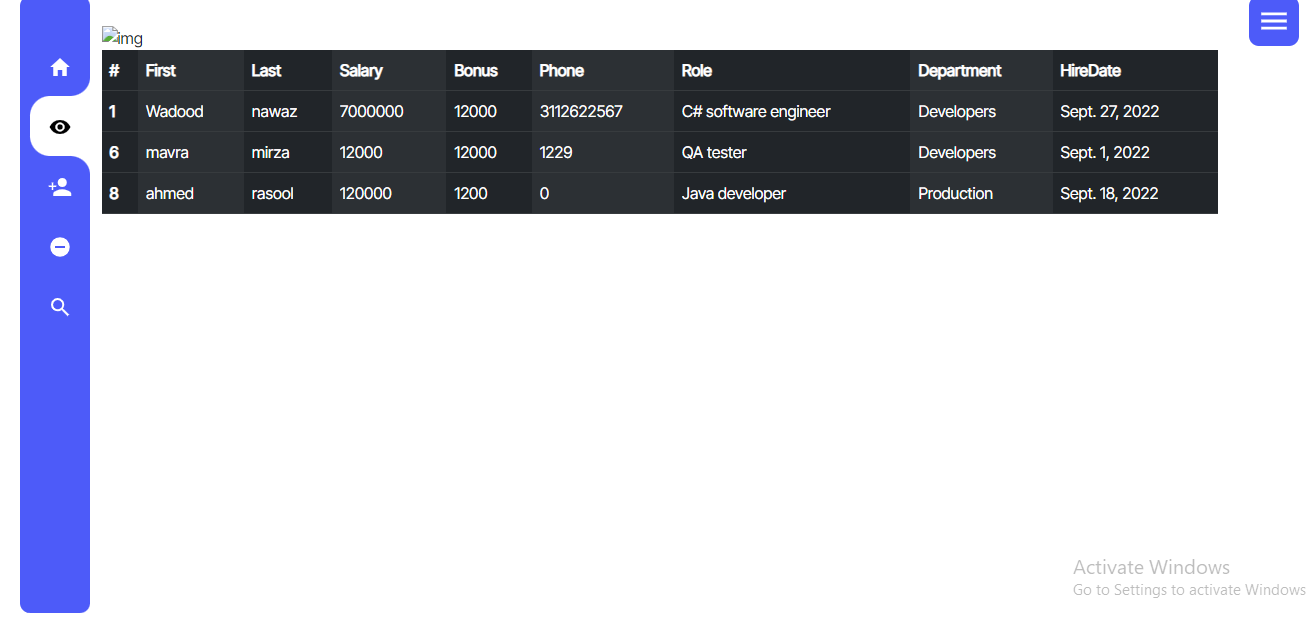 img
# First Last Salary Bonus Phone Role Department HireDate
1 Wadood nawaz 7000000 12000 3112622567 C# software engineer Developers Sept. 27, 2022
6 mavra mirza 12000 12000 1229 QA tester Developers Sept. 1, 2022
8 ahmed rasool 120000 1200 0 Java developer Production Sept. 18, 2022
Activate Windows
Go to Settings to activate Windows